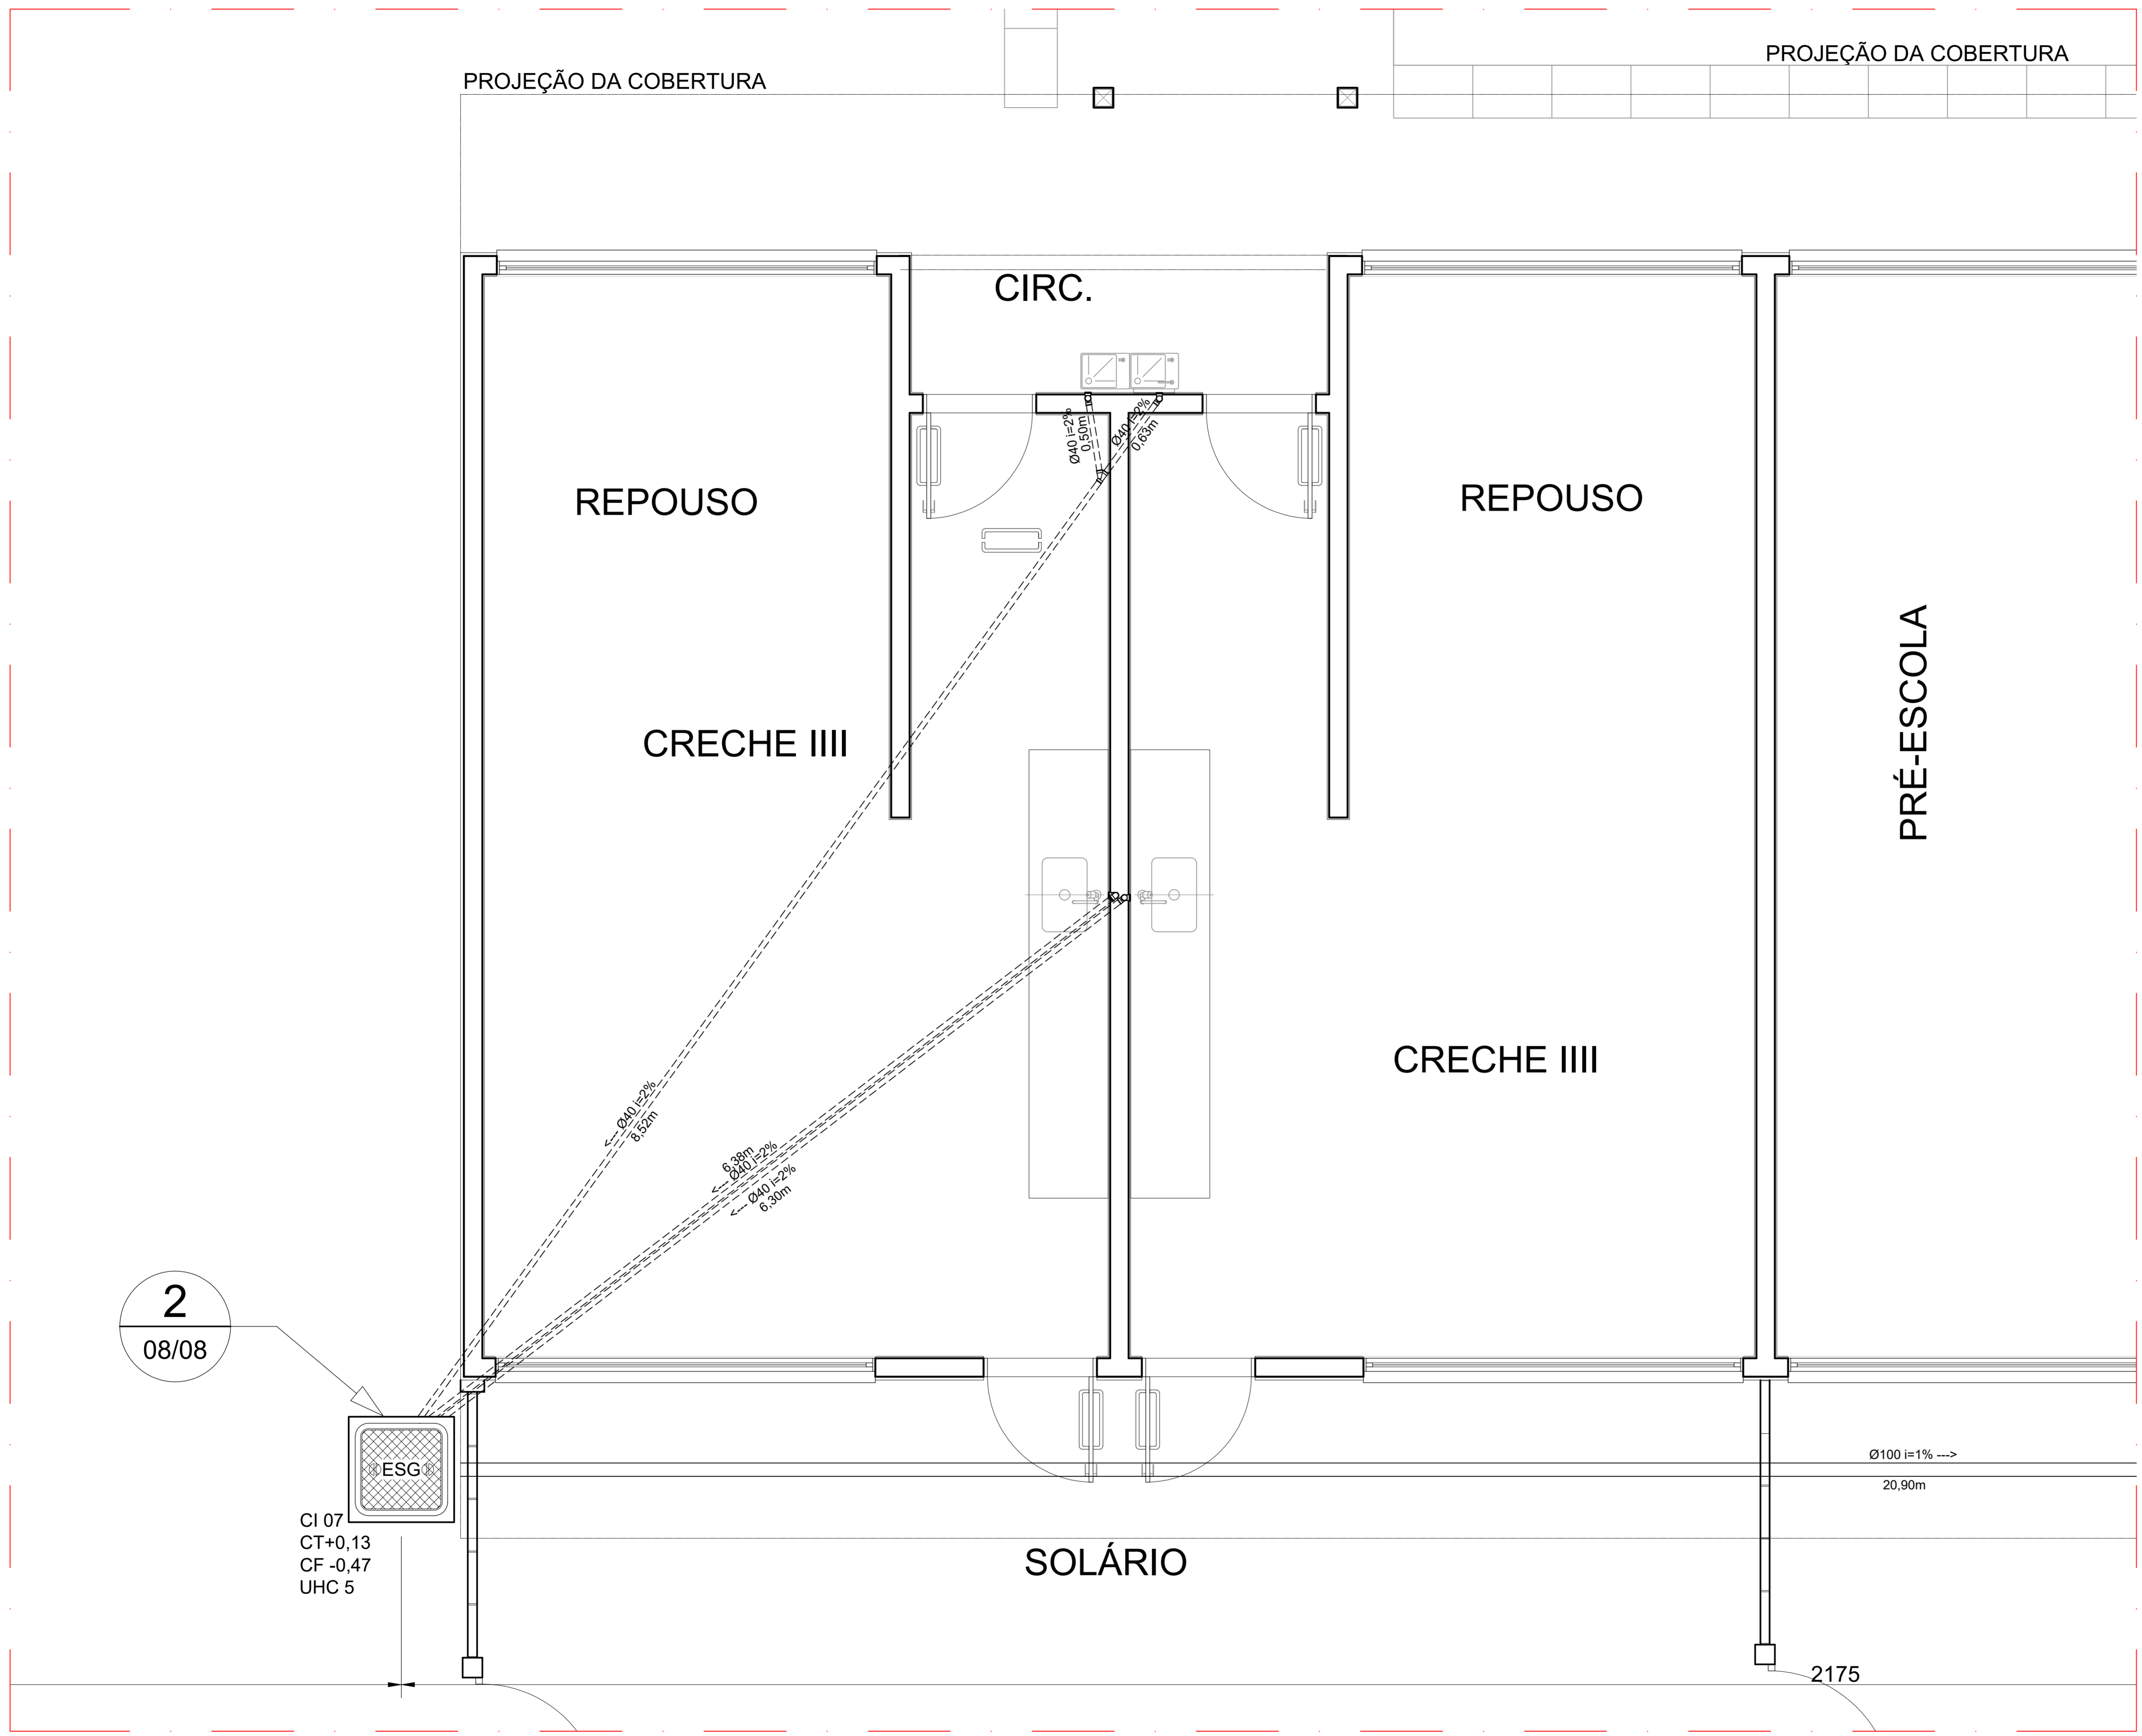 PROJEÇÃO DA COBERTURA
PROJEÇÃO DA COBERTURA
CIRC.
Ø40 i=2%
0,50m
Ø40 i=2%
0,63m
REPOUSO
REPOUSO
PRÉ-ESCOLA
CRECHE IIII
CRECHE IIII
<---- Ø40 i=2%
8,52m
6,38m
<---- Ø40 i=2%
<---- Ø40 i=2%
6,30m
2
08/08
ESG
Ø100 i=1% --->
20,90m
CI 07
CT+0,13
CF -0,47
UHC 5
SOLÁRIO
2175